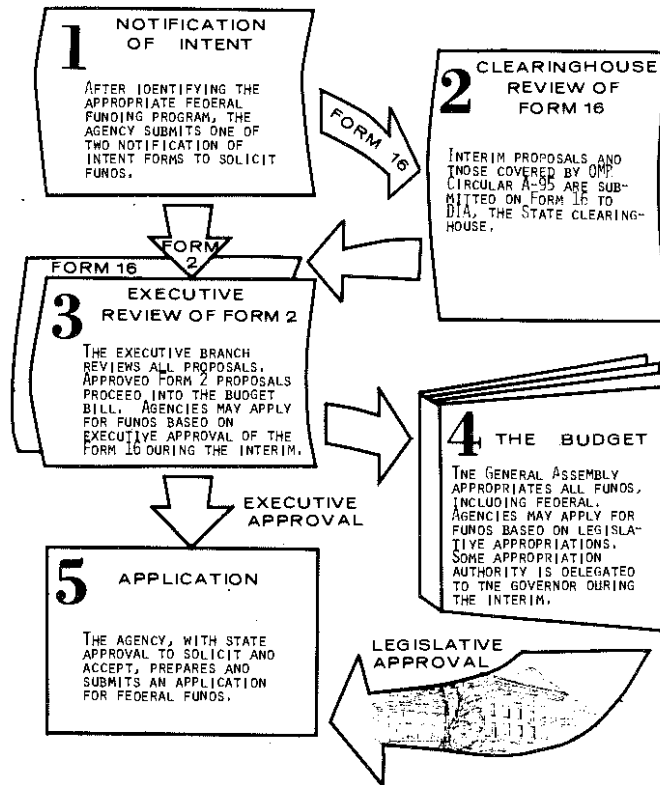 1 NOTIFICATION
OF INTENT
AFTER IDENTIFYING THE
APPROPRIATE FEDERAL
FUNDING PROGRAM, THE
AGENCY SUBMITS ONE OF
TWO NOTIFICATION OF
INTENT FORMS TO SOLICIT
FUNDS.
FORM 16
2 CLEARINGHOUSE
REVIEW OF
FORM 16
INTERIM PROPOSALS AND
THOSE COVERED BY OMB
CIRCULAR A-95 ARE SUB-
MITTED ON FORM 16 TO
DIA, THE STATE CLEARING-
HOUSE.
FORM
2
FORM 16
3 EXECUTIVE
REVIEW OF FORM 2
THE EXECUTIVE BRANCH
REVIEWS ALL PROPOSALS.
APPROVED FORM 2 PROPOSALS
PROCEED INTO THE BUDGET
BILL. AGENCIES MAY APPLY
FOR FUNDS BASED ON
EXECUTIVE APPROVAL OF THE
FORM 16 DURING THE INTERIM.
4 THE BUDGET
THE GENERAL ASSEMBLY
APPROPRIATES ALL FUNDS,
INCLUDING FEDERAL.
AGENCIES MAY APPLY FOR
FUNDS BASED ON LEGISLA-
TIVE APPROPRIATIONS.
SOME APPROPRIATION
AUTHORITY IS DELEGATED
TO THE GOVERNOR DURING
THE INTERIM.
EXECUTIVE
APPROVAL
5 APPLICATION
THE AGENCY, WITH STATE
APPROVAL TO SOLICIT AND
ACCEPT, PREPARES AND
SUBMITS AN APPLICATION
FOR FEDERAL FUNDS.
LEGISLATIVE
APPROVAL